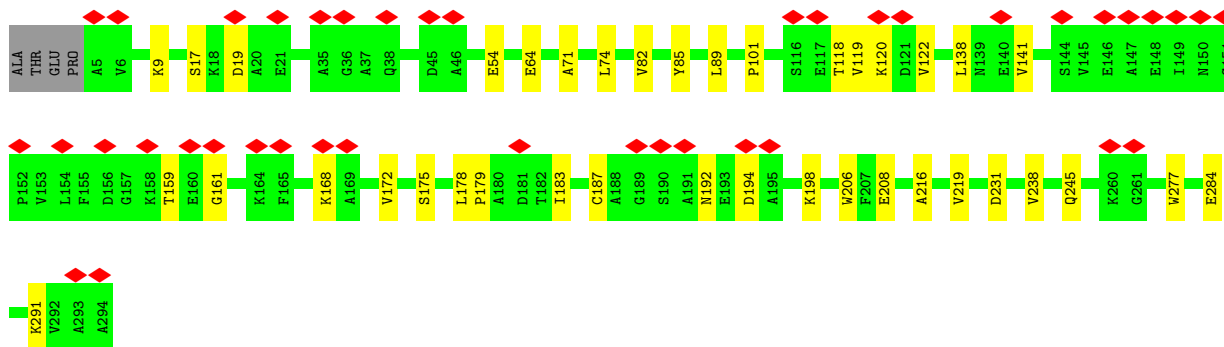 ALA THR GLU PRO A5 V6 K9 S17 K18 D19 A20 E21 A35 G36 A37 Q38 D45 A46 E54 E64 A71 L74 V82 Y85 L89 P101 S116 E117 T118 V119 K120 D121 V122 L138 N139 E140 V141 S144 V145 E146 A147 E148 I149 N150
P152 V153 L154 F155 D156 G157 K158 T159 E160 G161 K164 F165 K168 A169 V172 S175 L178 P179 A180 D181 T182 I183 C187 A188 G189 S190 A191 N192 E193 D194 A195 K198 W206 F207 E208 A216 V219 D231 V238 Q245 K260 G261 W277 E284
K291 V292 A293 A294